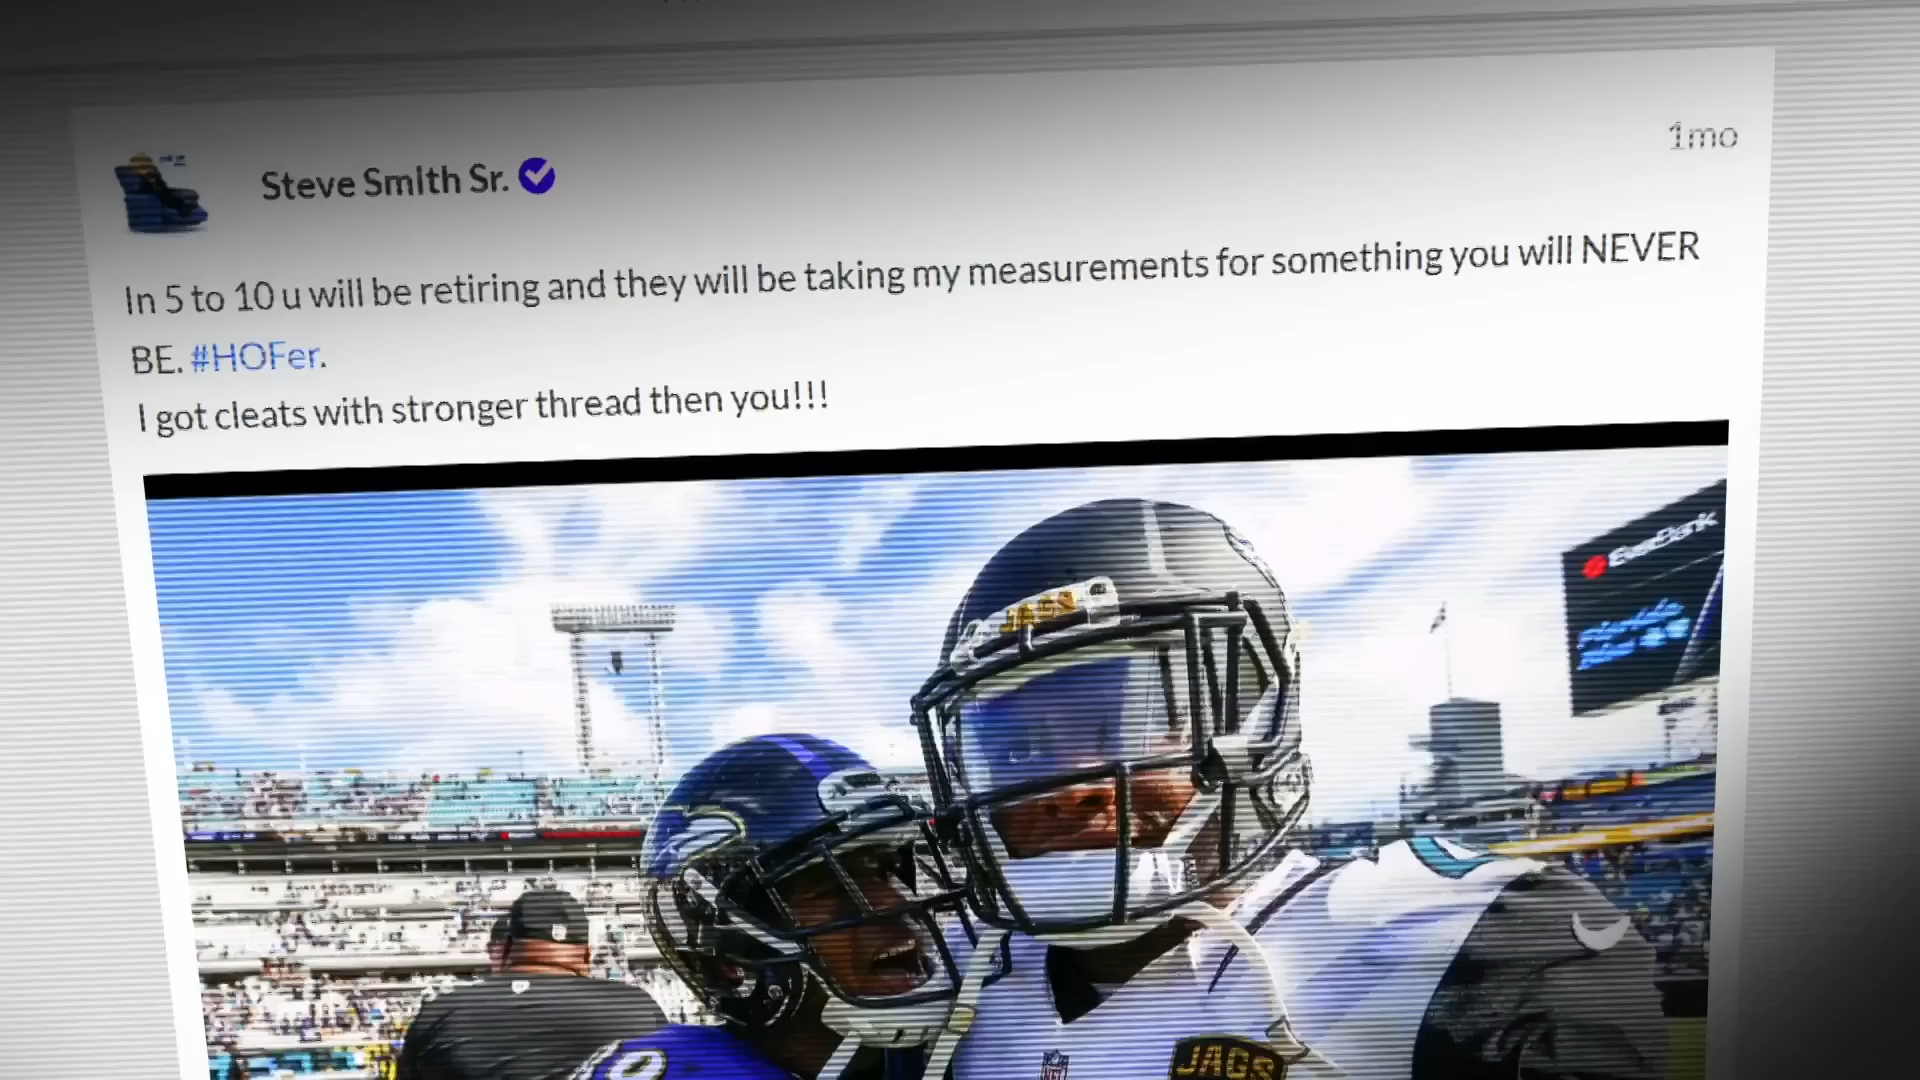 Steve Smith Sr.
1mo
In 5 to 10 u will be retiring and they will be taking my measurements for something you will NEVER
BE. #HOFer.
I got cleats with stronger thread then you!!!
EverBank
JAGS
JAGS